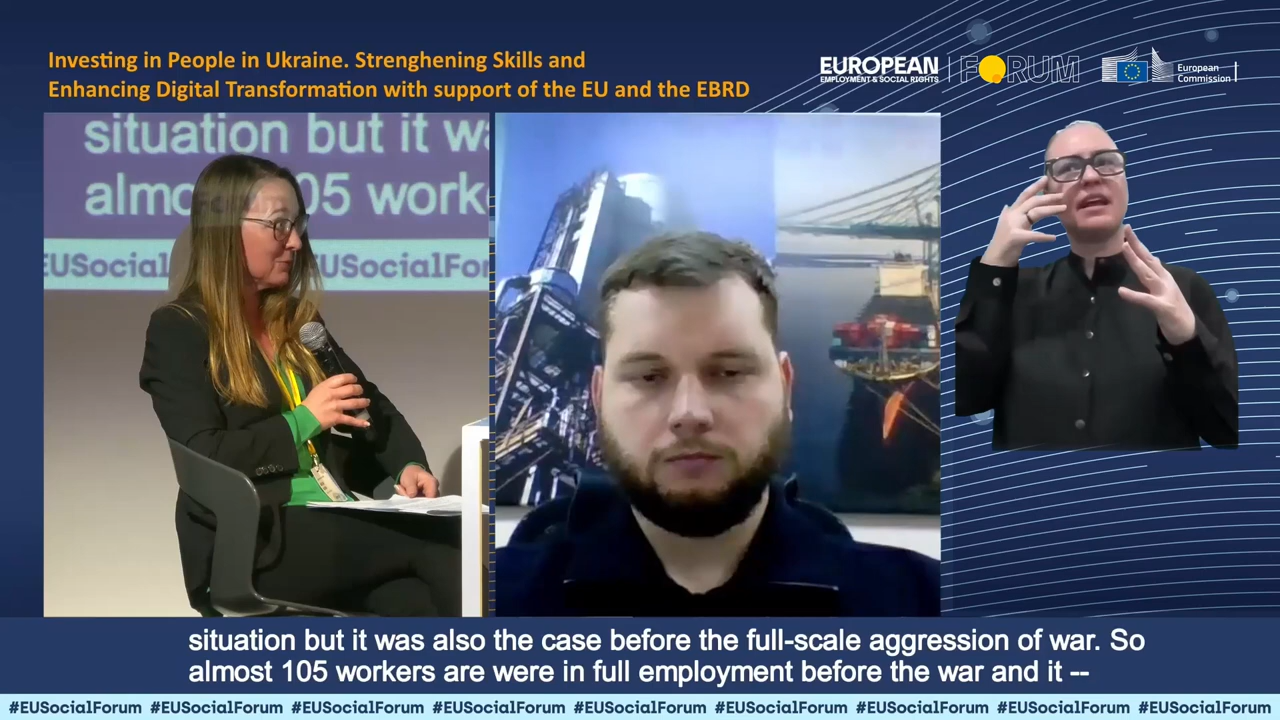 Investing in People in Ukraine. Strenghening Skills and
Enhancing Digital Transformation with support of the EU and the EBRD
EUROPEAN
EMPLOYMENT & SOCIAL RIGHTS
FORUM
European
Commission
situation but it wa
almo 105 work
EUSocial USocialFor
situation but it was also the case before the full-scale aggression of war. So
almost 105 workers are were in full employment before the war and it --
#EUSocialForum #EUSocialForum #EUSocialForum #EUSocialForum #EUSocialForum #EUSocialForum #EUSocialForum #EUSocialForum #EUSocialForum